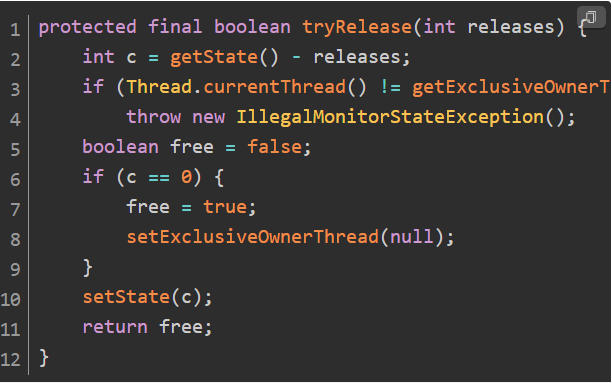 1 protected final boolean tryRelease(int releases) {
2     int c = getState() - releases;
3     if (Thread.currentThread() != getExclusiveOwnerT
4         throw new IllegalMonitorStateException();
5     boolean free = false;
6     if (c == 0) {
7         free = true;
8         setExclusiveOwnerThread(null);
9     }
10     setState(c);
11     return free;
12 }